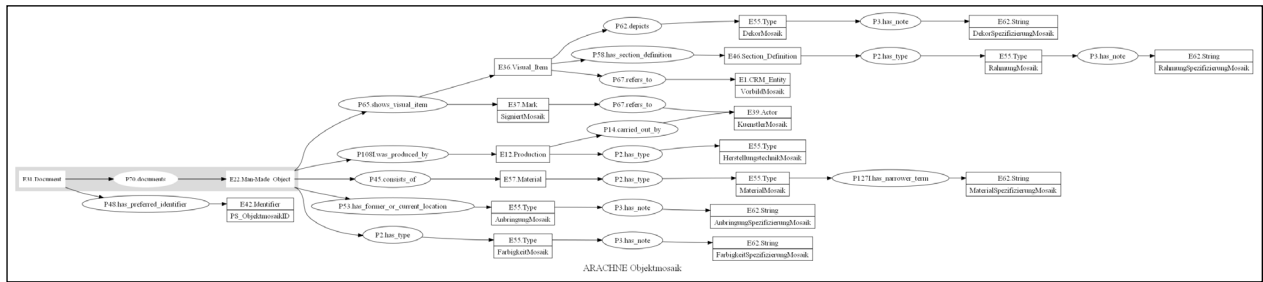 P62.depicts
E55.Type
DekorMosaik
P3.has_note
E62.String
DekorSpezifizierungMosaik
E36.Visual_Item
P58.has_section_definition
E46.Section_Definition
P2.has_type
E55.Type
RahmungMosaik
P3.has_note
E62.String
RahmungSpezifizierungMosaik
P67.refers_to
E1.CRM_Entity
VorbildMosaik
P65.shows_visual_item
E37.Mark
SigniertMosaik
P67.refers_to
E39.Actor
KuenstlerMosaik
P14.carried_out_by
P108I.was_produced_by
E12.Production
P2.has_type
E55.Type
HerstellungstechnikMosaik
E31.Document
P70.documents
E22.Man-Made_Object
P45.consists_of
E57.Material
P2.has_type
E55.Type
MaterialMosaik
P127I.has_narrower_term
E62.String
MaterialSpezifizierungMosaik
P48.has_preferred_identifier
E42.Identifier
PS_ObjektmosaikID
P53.has_former_or_current_location
E55.Type
AnbringungMosaik
P3.has_note
E62.String
AnbringungSpezifizierungMosaik
P2.has_type
E55.Type
FarbigkeitMosaik
P3.has_note
E62.String
FarbigkeitSpezifizierungMosaik
ARACHNE Objektmosaik